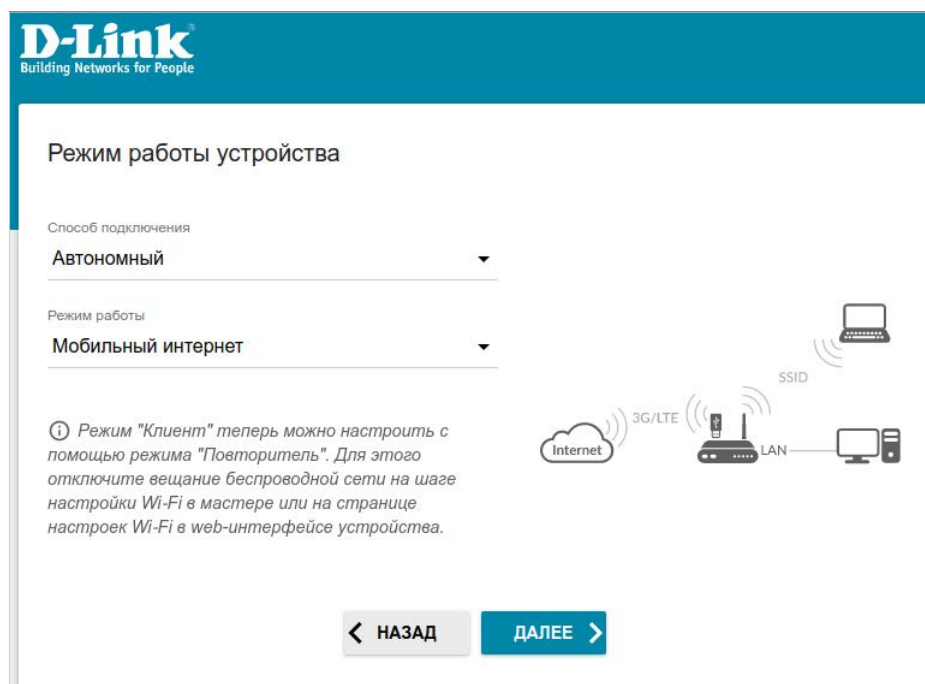 D-Link
Building Networks for People
Режим работы устройства
Способ подключения
Автономный
Режим работы
Мобильный интернет
Режим "Клиент" теперь можно настроить с
помощью режима "Повторитель". Для этого
отключите вещание беспроводной сети на шаге
настройки Wi-Fi в мастере или на странице
настроек Wi-Fi в web-интерфейсе устройства.
SSID
3G/LTE
Internet
LAN
НАЗАД
ДАЛЕЕ